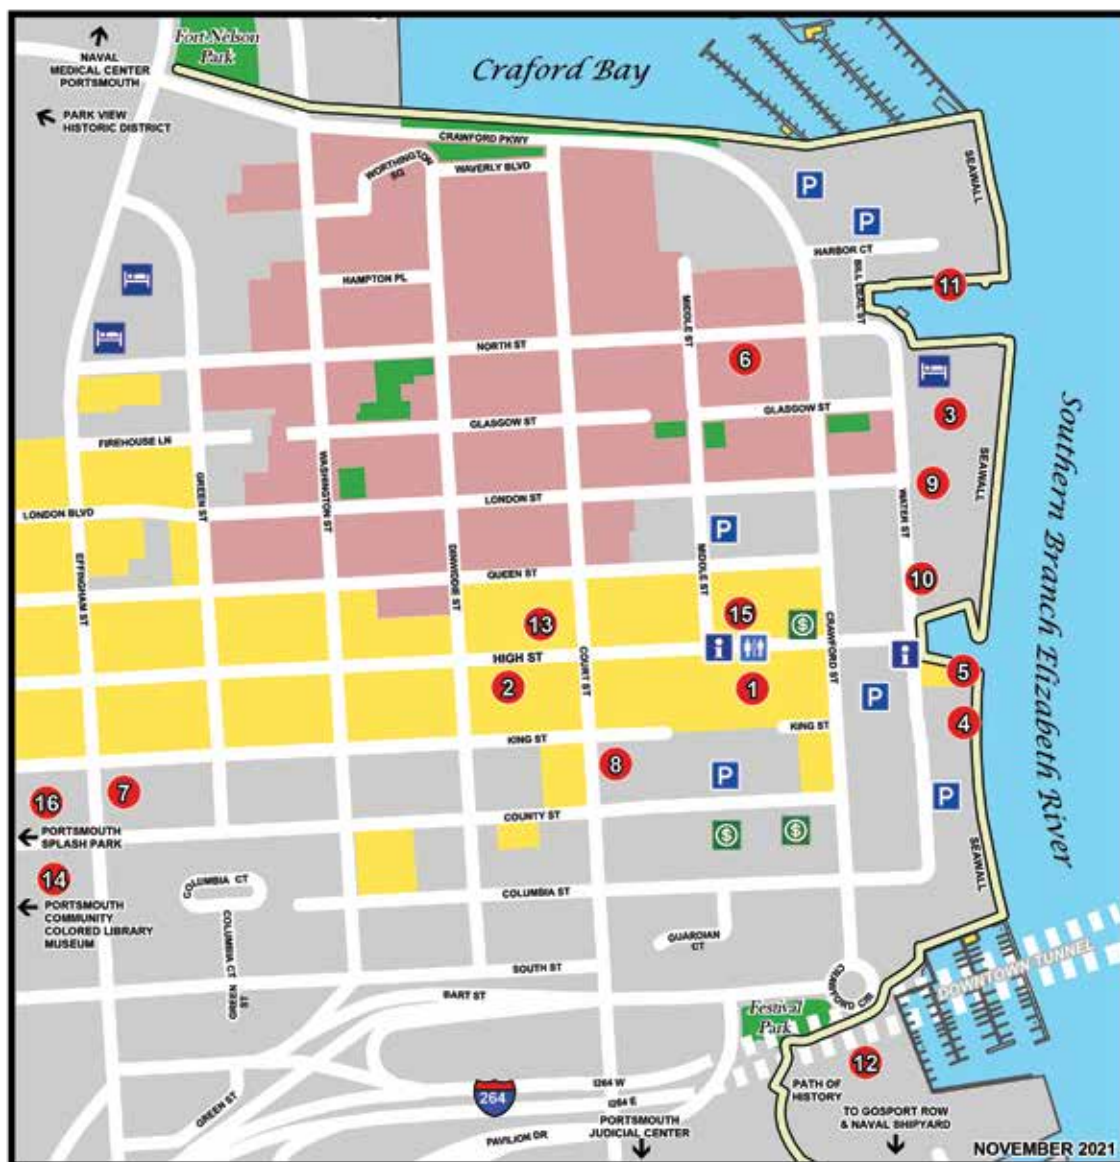 Fort Nelson
Park
NAVAL
MEDICAL CENTER
PORTSMOUTH
PARK VIEW
HISTORIC DISTRICT
Craford Bay
CRAWFORD PKWY
WORTHINGTON
SQ
WAVERLY BLVD
SEAWALL
P
P
HARBOR CT
BILL DEAL ST
HAMPTON PL
11
MIDDLE ST
NORTH ST
6
3
GLASGOW ST
GLASGOW ST
FIREHOUSE LN
WASHINGTON ST
GREEN ST
SEAWALL
9
LONDON ST
LONDON BLVD
WATER ST
P
Southern Branch Elizabeth River
EFFINGHAM ST
DINWIDDIE ST
MIDDLE ST
QUEEN ST
10
13
15
$
CRAWFORD ST
COURT ST
HIGH ST
i
i
5
2
1
P
4
KING ST
KING ST
8
P
7
16
P
PORTSMOUTH
SPLASH PARK
COUNTY ST
$
$
SEAWALL
14
COLUMBIA CT
COLUMBIA ST
PORTSMOUTH
COMMUNITY
COLORED LIBRARY
MUSEUM
COLUMBIA CT
GREEN ST
GUARDIAN
CT
SOUTH ST
BART ST
CRAWFORD CIR
DOWNTOWN TUNNEL
Festival
Park
12
264
I264 W
I264 E
GREEN ST
PATH OF
HISTORY
PORTSMOUTH
JUDICIAL CENTER
TO GOSPORT ROW
& NAVAL SHIPYARD
PAVILION DR
NOVEMBER 2021